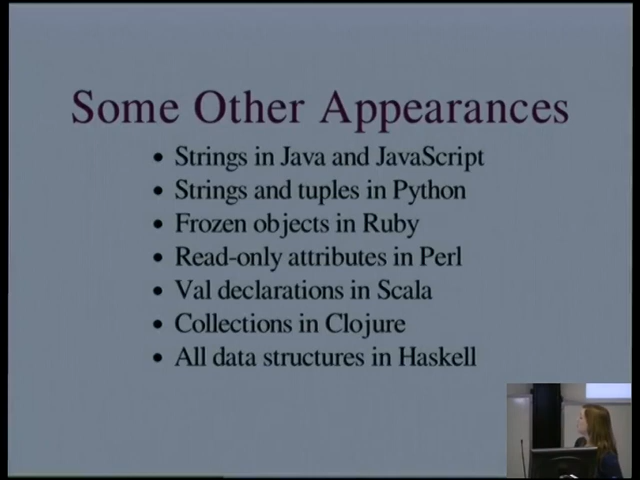 Some Other Appearances
• Strings in Java and JavaScript
• Strings and tuples in Python
• Frozen objects in Ruby
• Read-only attributes in Perl
• Val declarations in Scala
• Collections in Clojure
• All data structures in Haskell